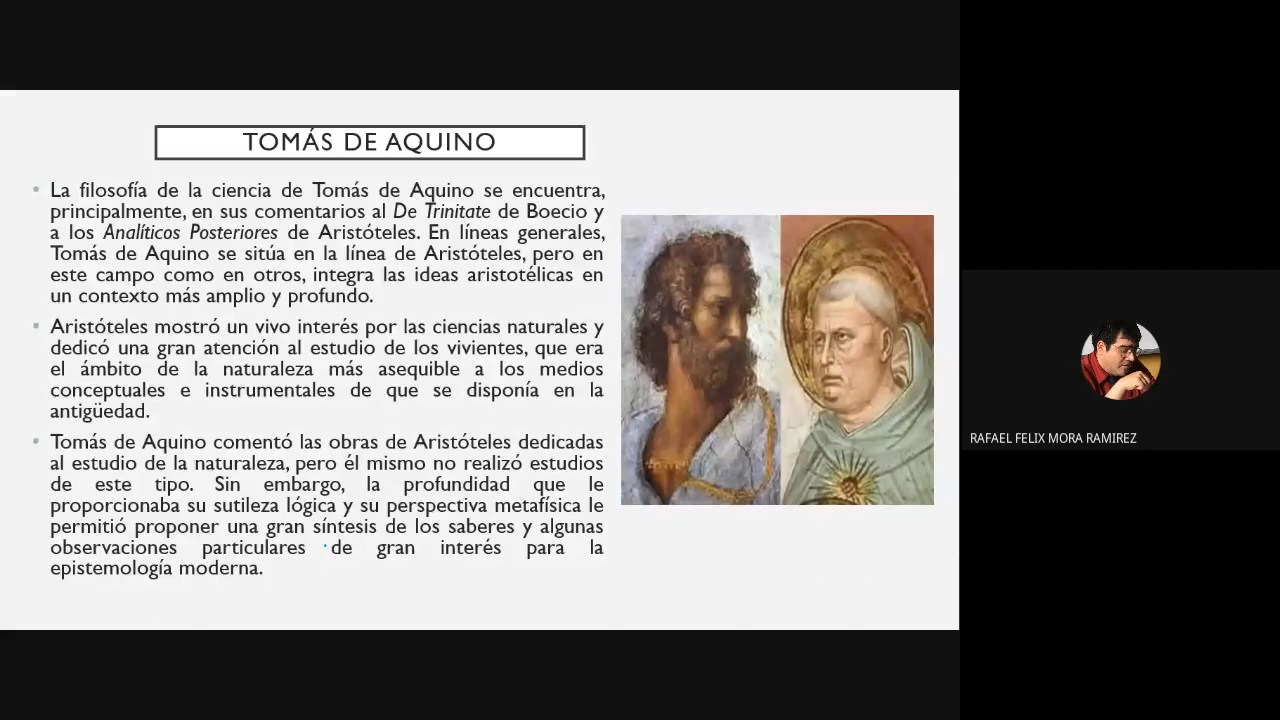 TOMÁS DE AQUINO
• La filosofía de la ciencia de Tomás de Aquino se encuentra,
principalmente, en sus comentarios al De Trinitate de Boecio y
a los Analíticos Posteriores de Aristóteles. En líneas generales,
Tomás de Aquino se sitúa en la línea de Aristóteles, pero en
este campo como en otros, integra las ideas aristotélicas en
un contexto más amplio y profundo.
• Aristóteles mostró un vivo interés por las ciencias naturales y
dedicó una gran atención al estudio de los vivientes, que era
el ámbito de la naturaleza más asequible a los medios
conceptuales e instrumentales de que se disponía en la
antigüedad.
• Tomás de Aquino comentó las obras de Aristóteles dedicadas
al estudio de la naturaleza, pero él mismo no realizó estudios
de este tipo. Sin embargo, la profundidad que le
proporcionaba su sutileza lógica y su perspectiva metafísica le
permitió proponer una gran síntesis de los saberes y algunas
observaciones particulares de gran interés para la
epistemología moderna.
RAFAEL FELIX MORA RAMIREZ